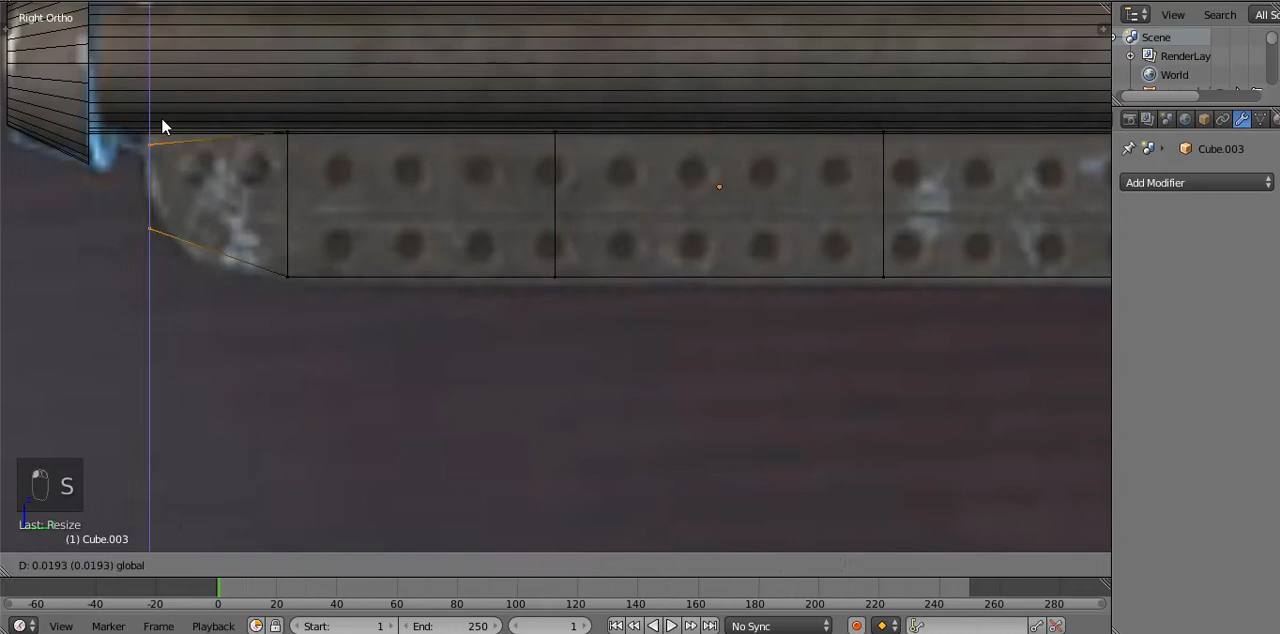 Right Ortho
View Search All Sc
Scene
RenderLay
World
Cube.003
Add Modifier
S
Last: Resize
(1) Cube.003
D: 0.0193 (0.0193) global
-60 -40 -20 0 20 40 60 80 100 120 140 160 180 200 220 240 260 280
View Marker Frame Playback Start: 1 End: 250 1 No Sync